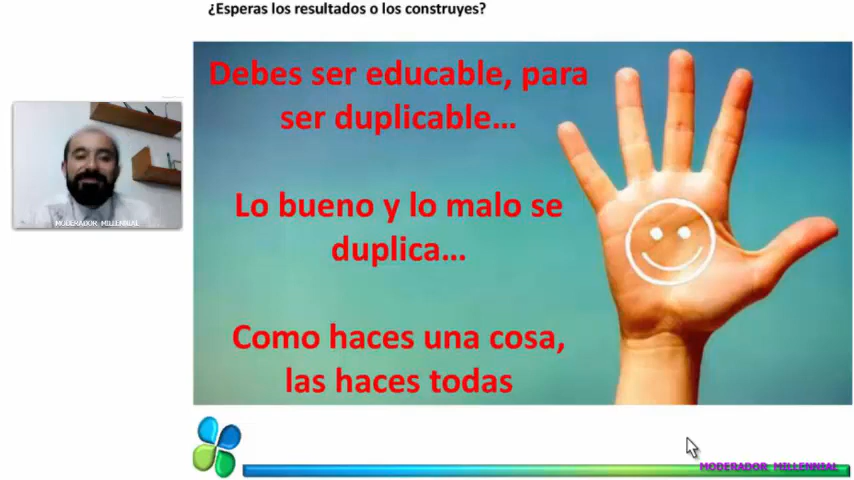 ¿Esperas los resultados o los construyes?
Debes ser educable, para
ser duplicable...
Lo bueno y lo malo se
duplica...
Como haces una cosa,
las haces todas
MODERADOR MILLENNIAL
MODERADOR MILLENNIAL